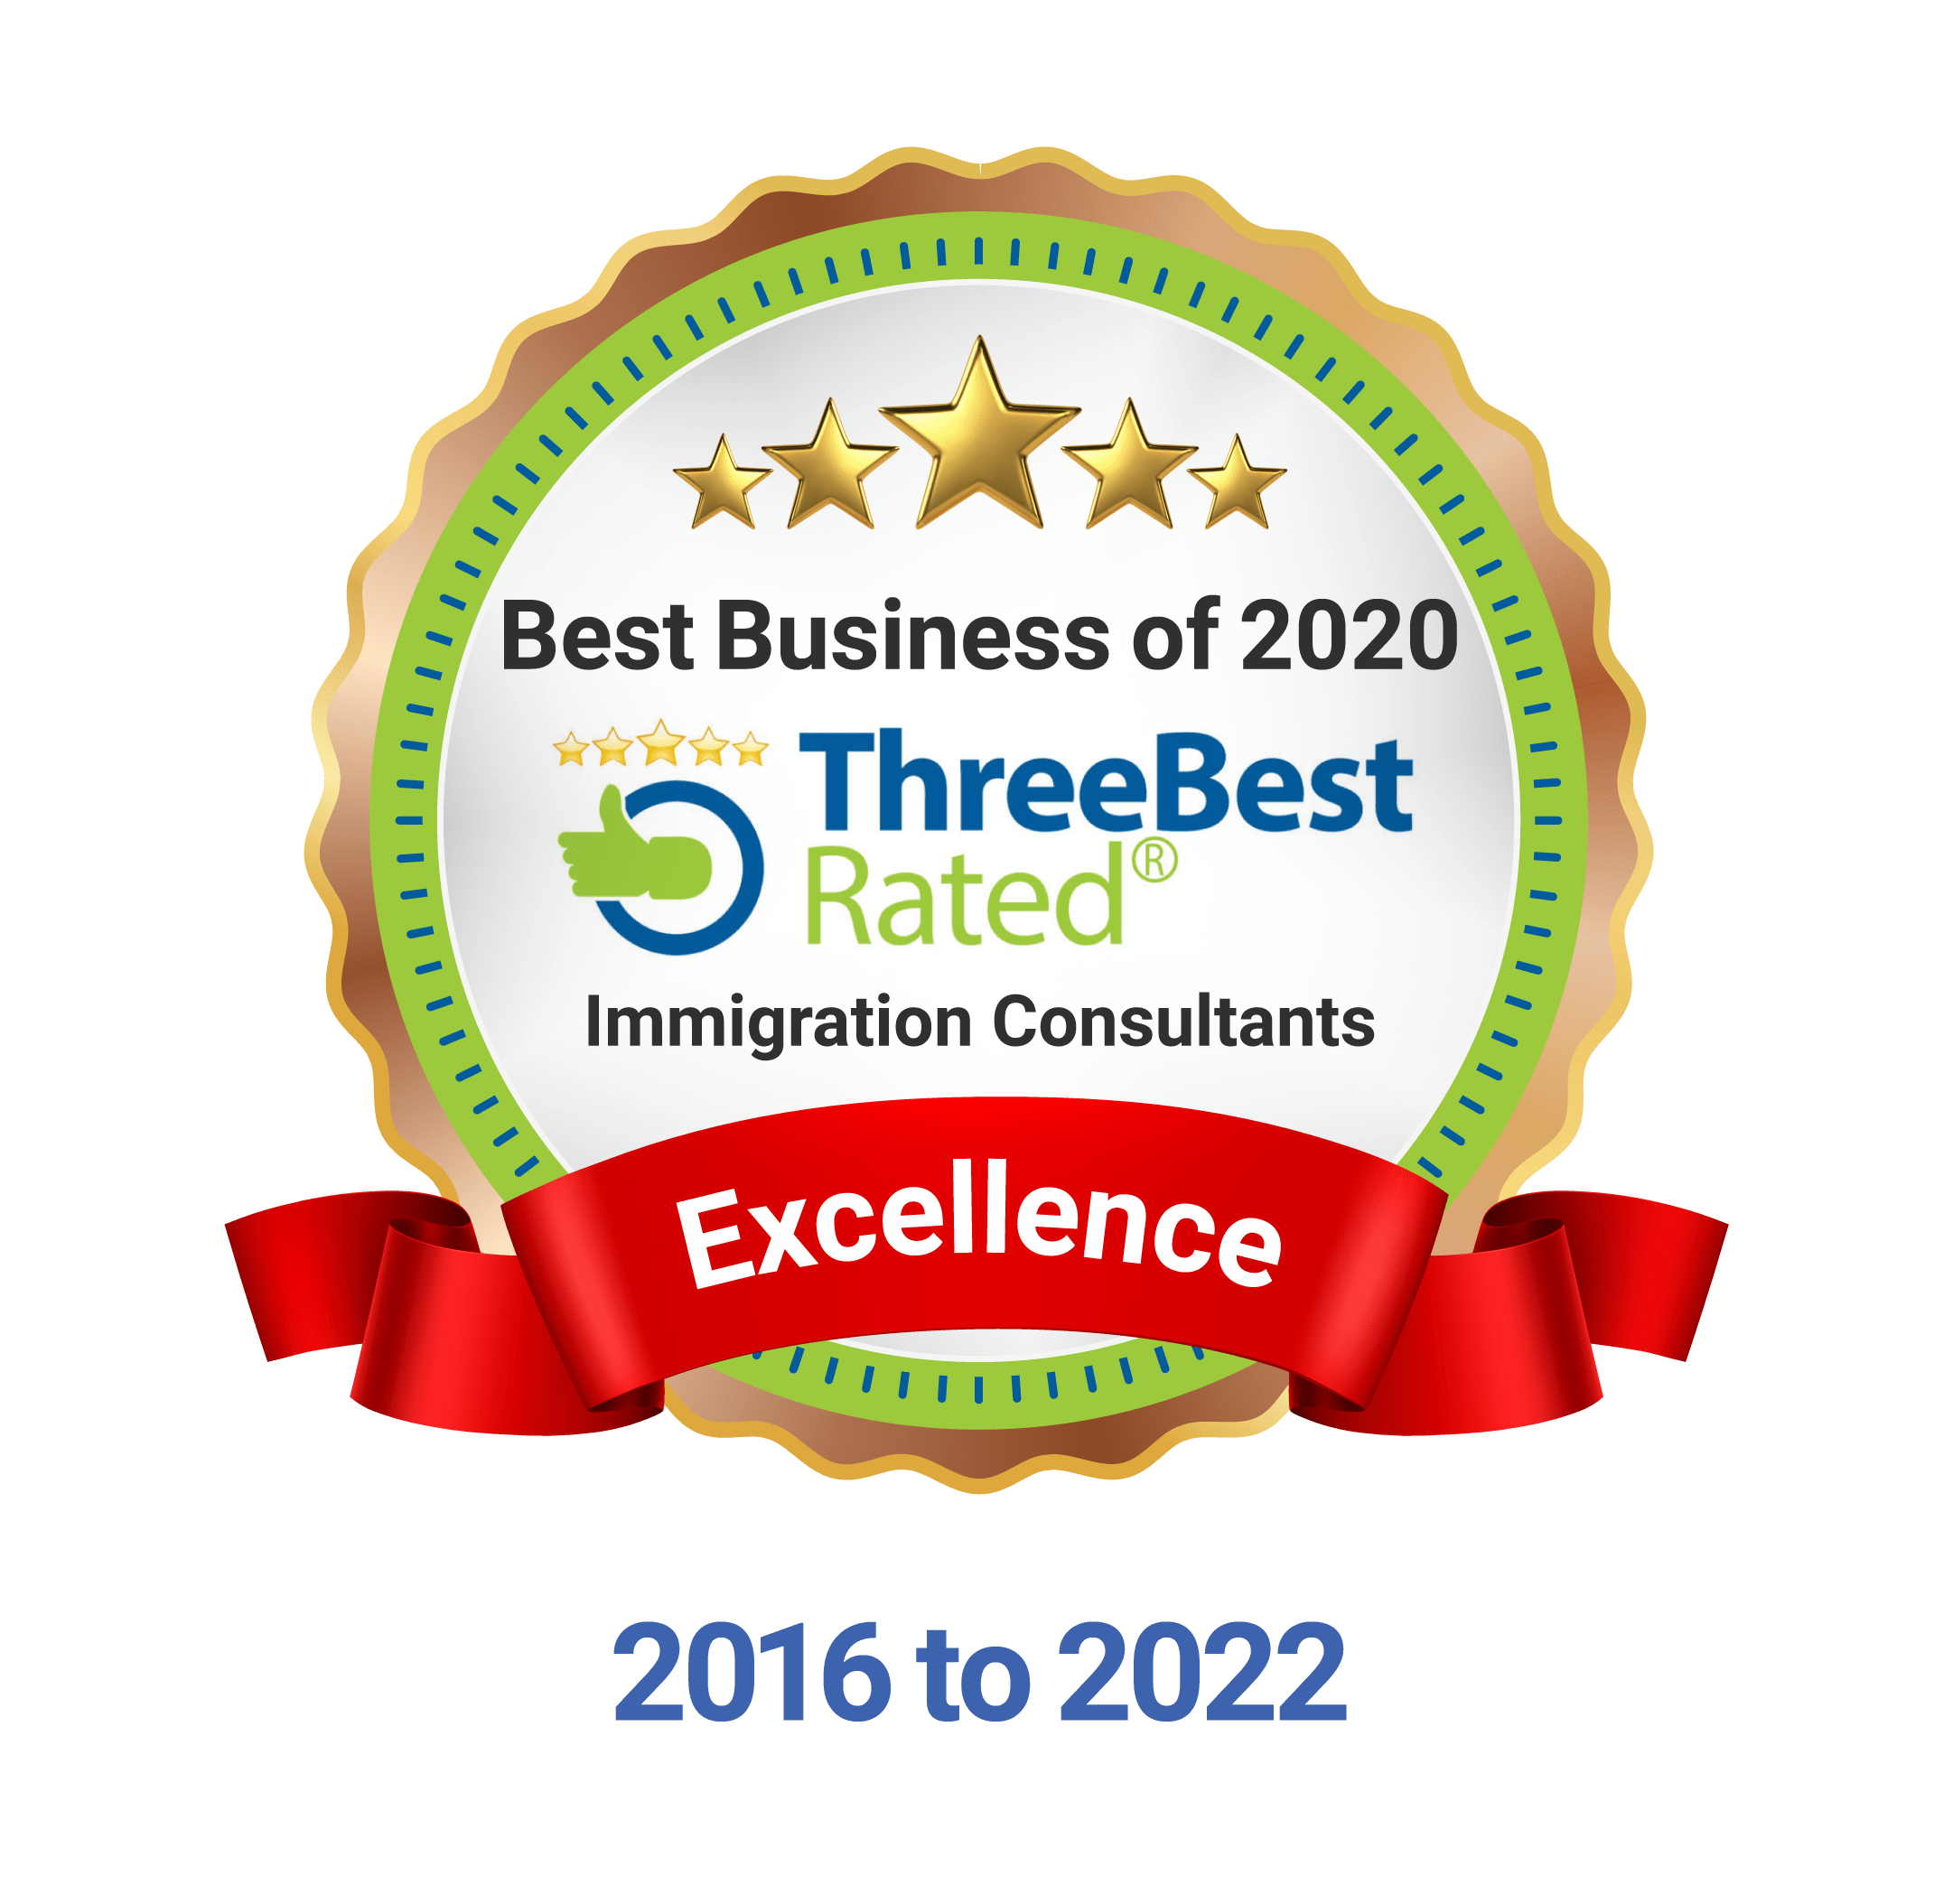 Best Business of 2020
ThreeBest
Rated®
Immigration Consultants
Excellence
2016 to 2022